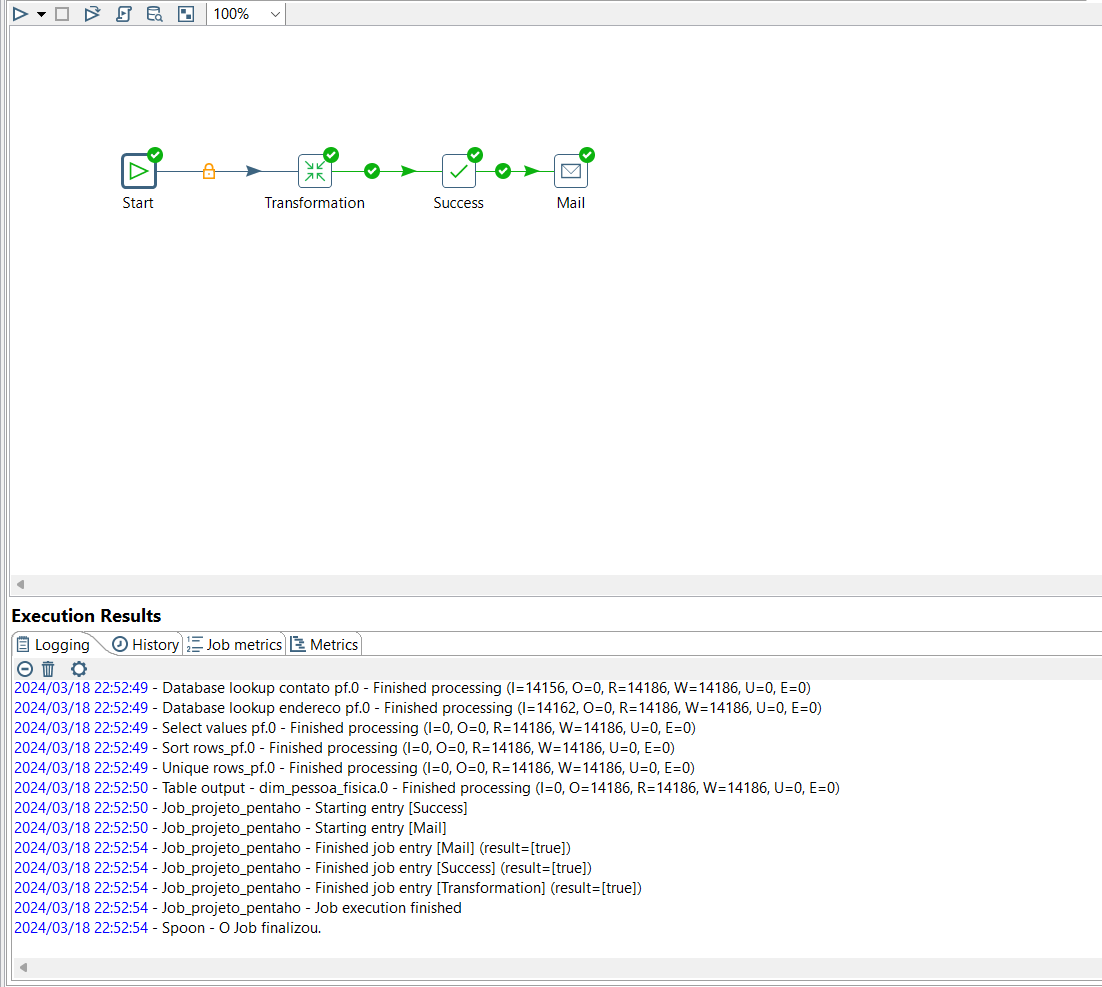 100%
Start
Transformation
Success
Mail
Execution Results
Logging
History
Job metrics
Metrics
2024/03/18 22:52:49 - Database lookup contato pf.0 - Finished processing (I=14156, O=0, R=14186, W=14186, U=0, E=0)
2024/03/18 22:52:49 - Database lookup endereco pf.0 - Finished processing (I=14162, O=0, R=14186, W=14186, U=0, E=0)
2024/03/18 22:52:49 - Select values pf.0 - Finished processing (I=0, O=0, R=14186, W=14186, U=0, E=0)
2024/03/18 22:52:49 - Sort rows_pf.0 - Finished processing (I=0, O=0, R=14186, W=14186, U=0, E=0)
2024/03/18 22:52:49 - Unique rows_pf.0 - Finished processing (I=0, O=0, R=14186, W=14186, U=0, E=0)
2024/03/18 22:52:50 - Table output - dim_pessoa_fisica.0 - Finished processing (I=0, O=14186, R=14186, W=14186, U=0, E=0)
2024/03/18 22:52:50 - Job_projeto_pentaho - Starting entry [Success]
2024/03/18 22:52:50 - Job_projeto_pentaho - Starting entry [Mail]
2024/03/18 22:52:54 - Job_projeto_pentaho - Finished job entry [Mail] (result=[true])
2024/03/18 22:52:54 - Job_projeto_pentaho - Finished job entry [Success] (result=[true])
2024/03/18 22:52:54 - Job_projeto_pentaho - Finished job entry [Transformation] (result=[true])
2024/03/18 22:52:54 - Job_projeto_pentaho - Job execution finished
2024/03/18 22:52:54 - Spoon - O Job finalizou.